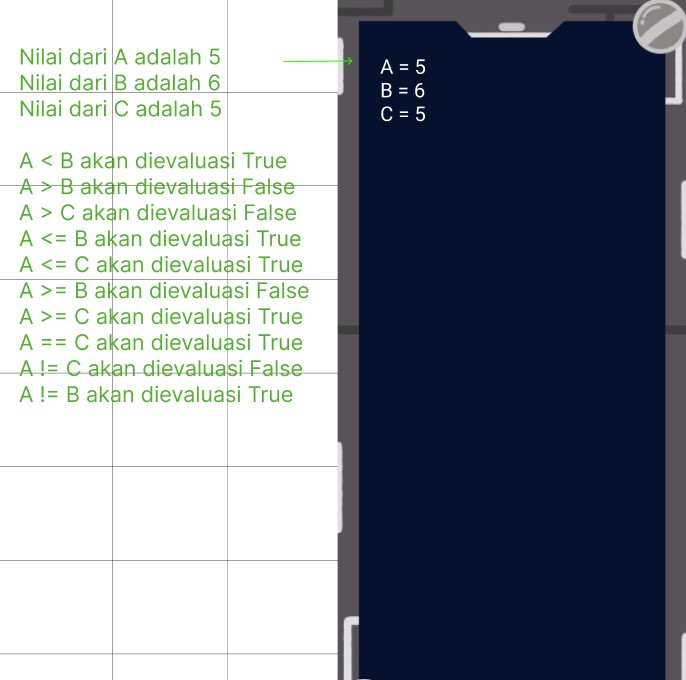 Nilai dari A adalah 5
Nilai dari B adalah 6
Nilai dari C adalah 5
A < B akan dievaluasi True
A > B akan dievaluasi False
A > C akan dievaluasi False
A <= B akan dievaluasi True
A <= C akan dievaluasi True
A >= B akan dievaluasi False
A >= C akan dievaluasi True
A == C akan dievaluasi True
A != C akan dievaluasi False
A != B akan dievaluasi True
A = 5
B = 6
C = 5